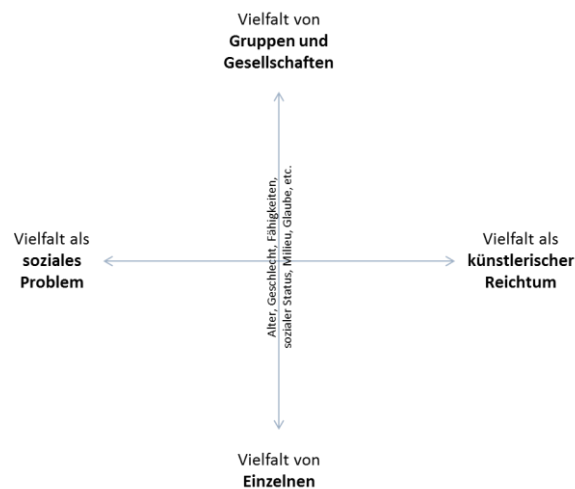 Vielfalt von
Gruppen und
Gesellschaften
Alter, Geschlecht, Fähigkeiten,
sozialer Status, Milieu, Glaube, etc.
Vielfalt als
soziales
Problem
Vielfalt als
künstlerischer
Reichtum
Vielfalt von
Einzelnen